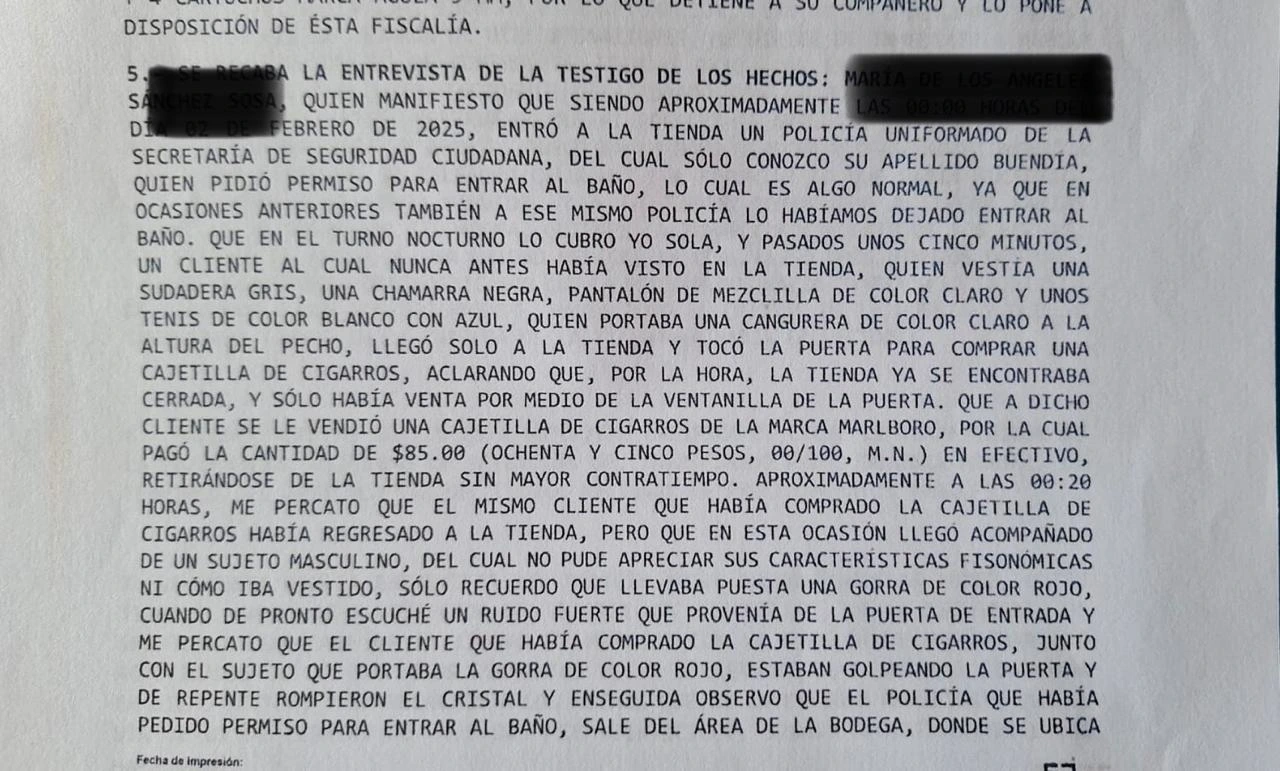 4 CARTUCHOS MARCA 9 MM, POR LO QUE DETIENE A SU COMPAÑERO Y LO PONE A
DISPOSICIÓN DE ÉSTA FISCALÍA.
5. LA ENTREVISTA DE LA TESTIGO DE LOS HECHOS:
QUIEN MANIFIESTO QUE SIENDO APROXIMADAMENTE
FEBRERO DE 2025, ENTRÓ A LA TIENDA UN POLICÍA UNIFORMADO DE LA
SECRETARÍA DE SEGURIDAD CIUDADANA, DEL CUAL SÓLO CONOZCO SU APELLIDO BUENDÍA,
QUIEN PIDIÓ PERMISO PARA ENTRAR AL BAÑO, LO CUAL ES ALGO NORMAL, YA QUE EN
OCASIONES ANTERIORES TAMBIÉN A ESE MISMO POLICÍA LO HABÍAMOS DEJADO ENTRAR AL
BAÑO. QUE EN EL TURNO NOCTURNO LO CUBRO YO SOLA, Y PASADOS UNOS CINCO MINUTOS,
UN CLIENTE AL CUAL NUNCA ANTES HABÍA VISTO EN LA TIENDA, QUIEN VESTÍA UNA
SUDADERA GRIS, UNA CHAMARRA NEGRA, PANTALÓN DE MEZCLILLA DE COLOR CLARO Y UNOS
TENIS DE COLOR BLANCO CON AZUL, QUIEN PORTABA UNA CANGURERA DE COLOR CLARO A LA
ALTURA DEL PECHO, LLEGÓ SOLO A LA TIENDA Y TOCÓ LA PUERTA PARA COMPRAR UNA
CAJETILLA DE CIGARROS, ACLARANDO QUE, POR LA HORA, LA TIENDA YA SE ENCONTRABA
CERRADA, Y SÓLO HABÍA VENTA POR MEDIO DE LA VENTANILLA DE LA PUERTA. QUE A DICHO
CLIENTE SE LE VENDIÓ UNA CAJETILLA DE CIGARROS DE LA MARCA MARLBORO, POR LA CUAL
PAGÓ LA CANTIDAD DE $85.00 (OCHENTA Y CINCO PESOS, 00/100, M.N.) EN EFECTIVO,
RETIRÁNDOSE DE LA TIENDA SIN MAYOR CONTRATIEMPO. APROXIMADAMENTE A LAS 00:20
HORAS, ME PERCATO QUE EL MISMO CLIENTE QUE HABÍA COMPRADO LA CAJETILLA DE
CIGARROS HABÍA REGRESADO A LA TIENDA, PERO QUE EN ESTA OCASIÓN LLEGÓ ACOMPAÑADO
DE UN SUJETO MASCULINO, DEL CUAL NO PUDE APRECIAR SUS CARACTERÍSTICAS FISONÓMICAS
NI CÓMO IBA VESTIDO, SÓLO RECUERDO QUE LLEVABA PUESTA UNA GORRA DE COLOR ROJO,
CUANDO DE PRONTO ESCUCHÉ UN RUIDO FUERTE QUE PROVENÍA DE LA PUERTA DE ENTRADA Y
ME PERCATO QUE EL CLIENTE QUE HABÍA COMPRADO LA CAJETILLA DE CIGARROS, JUNTO
CON EL SUJETO QUE PORTABA LA GORRA DE COLOR ROJO, ESTABAN GOLPEANDO LA PUERTA Y
DE REPENTE ROMPIERON EL CRISTAL Y ENSEGUIDA OBSERVO QUE EL POLICÍA QUE HABÍA
PEDIDO PERMISO PARA ENTRAR AL BAÑO, SALE DEL ÁREA DE LA BODEGA, DONDE SE UBICA
Fecha de impresión: